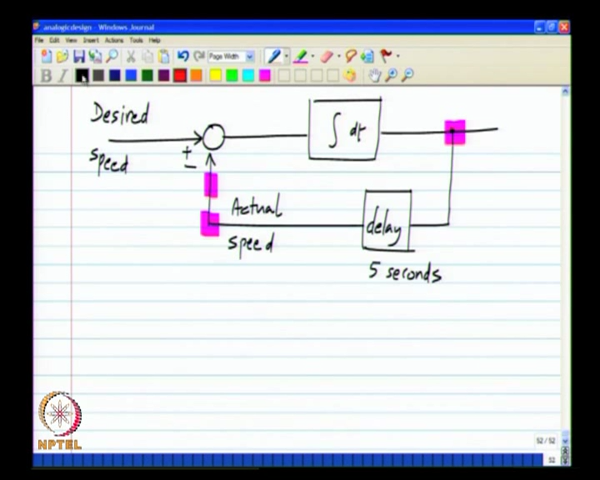 analogicdesign - Windows Journal
File Edit View Insert Actions Tools Help
Page Width
B I
Desired
speed
+
−
∫ dt
Actual
speed
delay
5 seconds
52 / 52
52
NPTEL